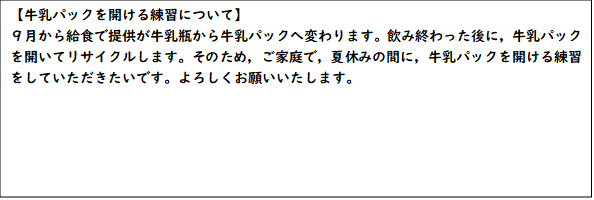 【牛乳パックを開ける練習について】
９月から給食で提供が牛乳瓶から牛乳パックへ変わります。飲み終わった後に，牛乳パック
を開いてリサイクルします。そのため，ご家庭で，夏休みの間に，牛乳パックを開ける練習
をしていただきたいです。よろしくお願いいたします。